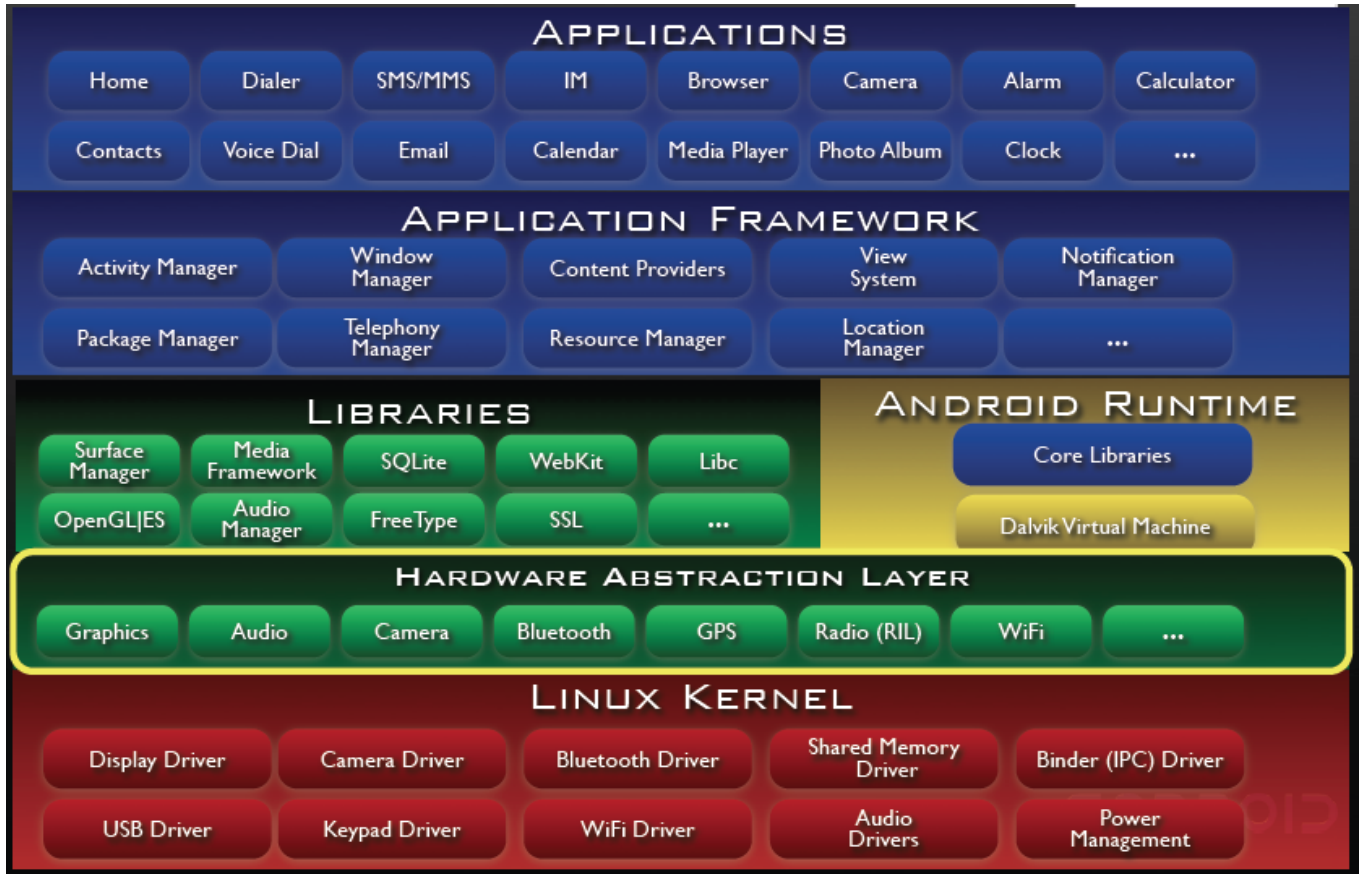 APPLICATIONS
Home Dialer SMS/MMS IM Browser Camera Alarm Calculator
Contacts Voice Dial Email Calendar Media Player Photo Album Clock ...
APPLICATION FRAMEWORK
Activity Manager Window Manager Content Providers View System Notification Manager
Package Manager Telephony Manager Resource Manager Location Manager ...
LIBRARIES
Surface Manager Media Framework SQLite WebKit Libc
OpenGL|ES Audio Manager FreeType SSL ...
ANDROID RUNTIME
Core Libraries
Dalvik Virtual Machine
HARDWARE ABSTRACTION LAYER
Graphics Audio Camera Bluetooth GPS Radio (RIL) WiFi ...
LINUX KERNEL
Display Driver Camera Driver Bluetooth Driver Shared Memory Driver Binder (IPC) Driver
USB Driver Keypad Driver WiFi Driver Audio Drivers Power Management